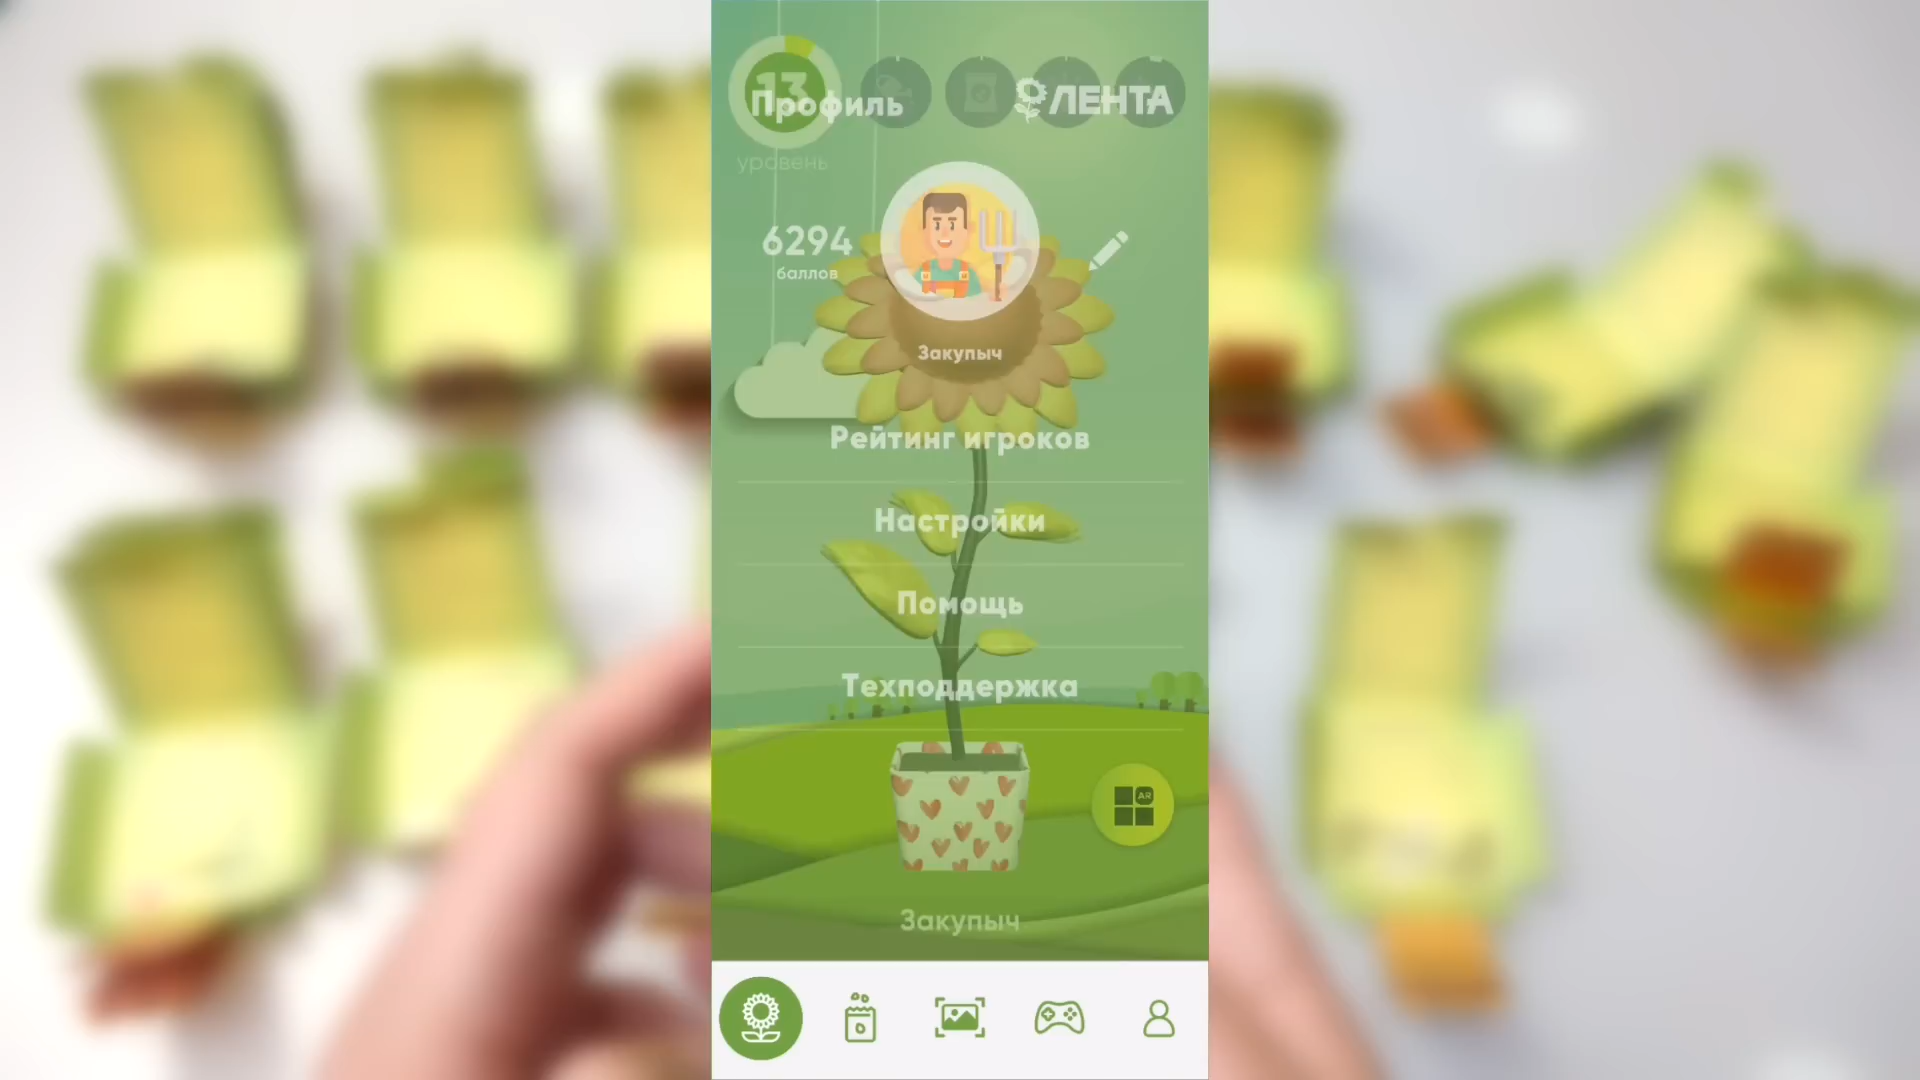 13
Профиль
ЛЕНТА
уровень
6294
баллов
Закупыч
Рейтинг игроков
Настройки
Помощь
Техподдержка
AR
Закупыч